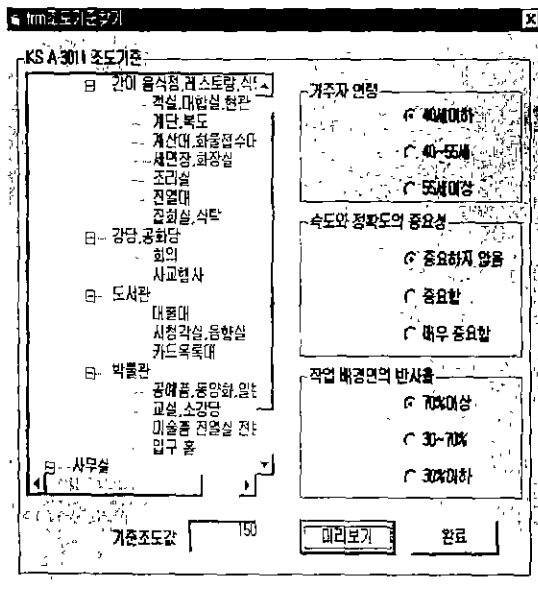 frm조도기준찾기
KS A-3011 조도기준
간이 음식점,레스토랑,식당
객실,대합실,현관
계단,복도
계산대,화물접수대
세면장,화장실
조리실
진열대
집회실,식탁
강당,공회당
회의
사교행사
도서관
대출대
시청각실,음향실
카드목록대
박물관
공예품,동양화,일반
교실,소강당
미술품 진열실 전반
입구 홀
사무실
거주자 연령
40세이하
40~55세
55세이상
속도와 정확도의 중요성
중요하지 않음
중요함
매우 중요함
작업 배경면의 반사율
70%이상
30~70%
30%이하
기준조도값 150
미리보기
완료